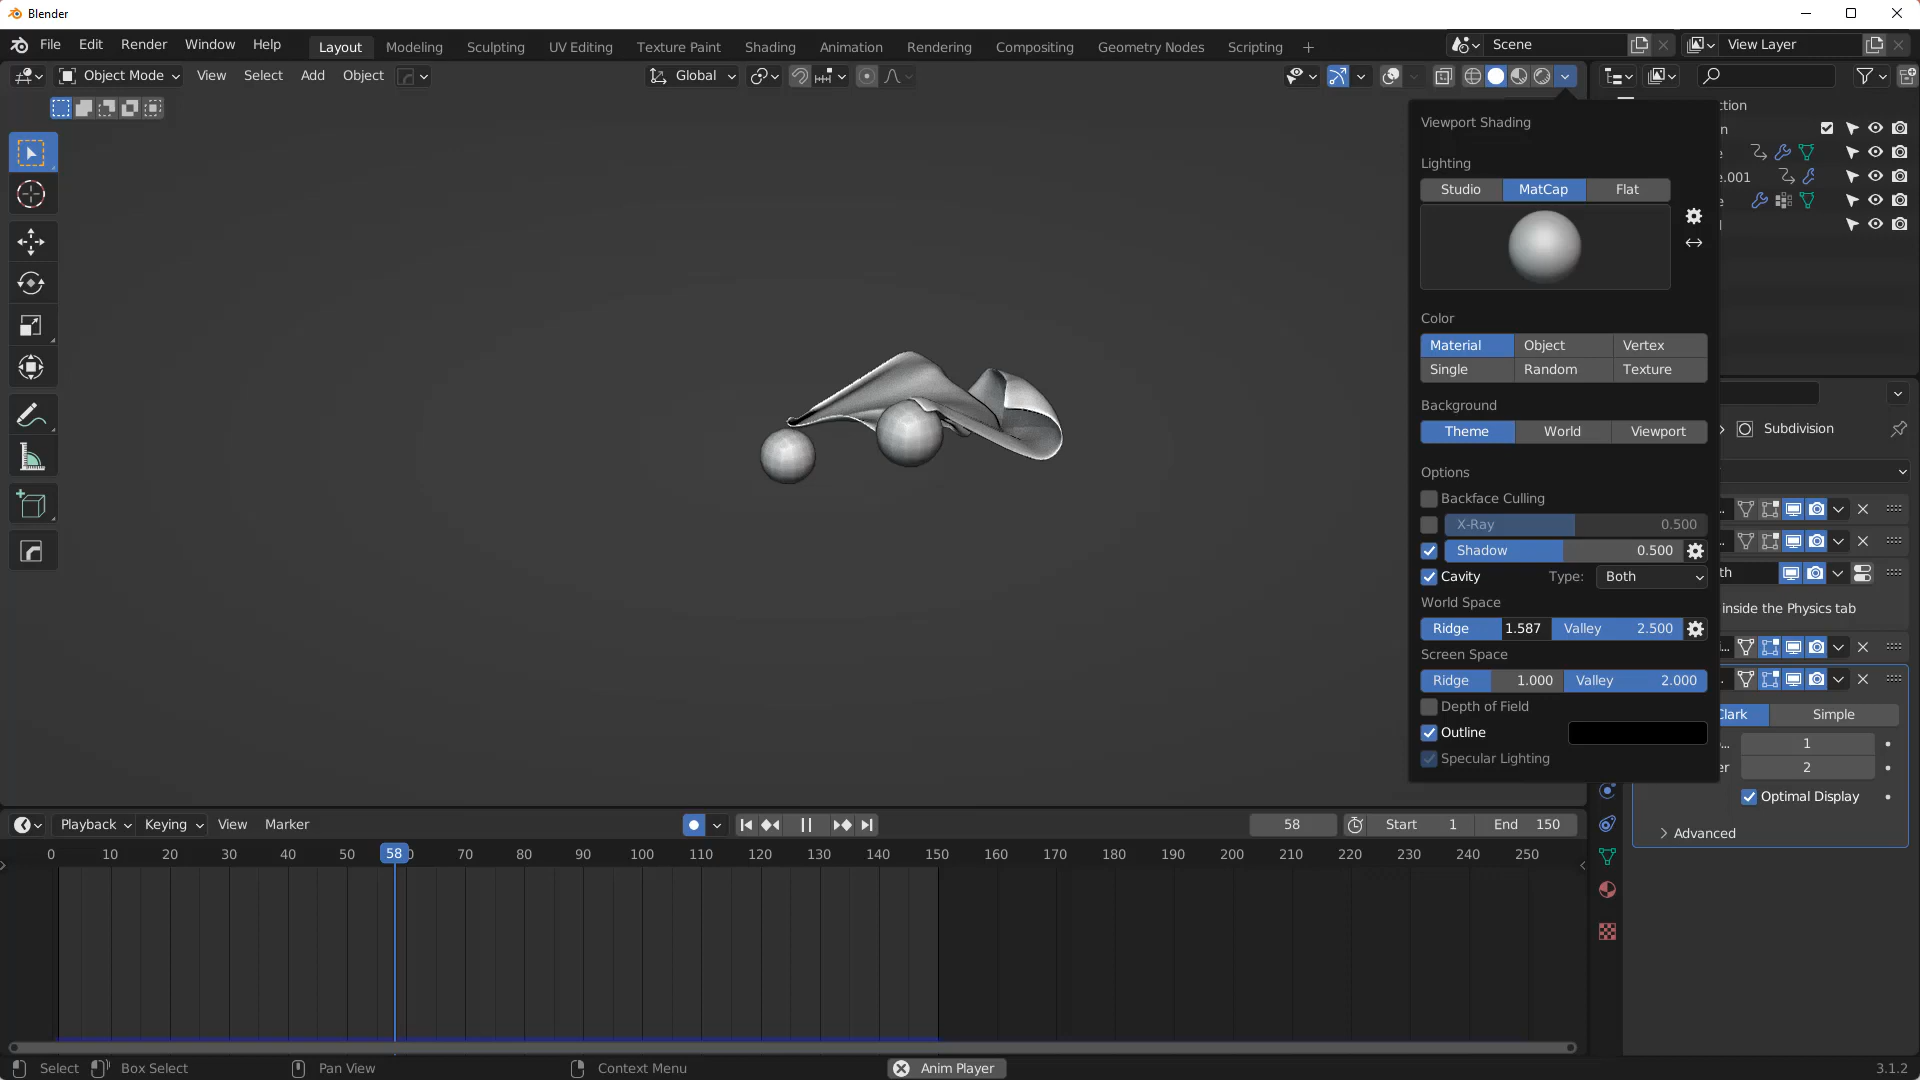 Blender
File Edit Render Window Help Layout Modeling Sculpting UV Editing Texture Paint Shading Animation Rendering Compositing Geometry Nodes Scripting + Scene View Layer
Object Mode View Select Add Object Global
Viewport Shading
ction
n
Lighting
e
Studio MatCap Flat
e.001
e
Color
Material Object Vertex
Single Random Texture
Background
Theme World Viewport
Subdivision
Options
Backface Culling
X-Ray 0.500
Shadow 0.500
Cavity Type: Both
th
World Space
inside the Physics tab
Ridge 1.587 Valley 2.500
Screen Space
Ridge 1.000 Valley 2.000
Depth of Field
Clark Simple
Outline
... 1
Specular Lighting
er 2
Optimal Display
Advanced
Playback Keying View Marker 58 Start 1 End 150
0 10 20 30 40 50 58 0 70 80 90 100 110 120 130 140 150 160 170 180 190 200 210 220 230 240 250
Select Box Select Pan View Context Menu Anim Player 3.1.2